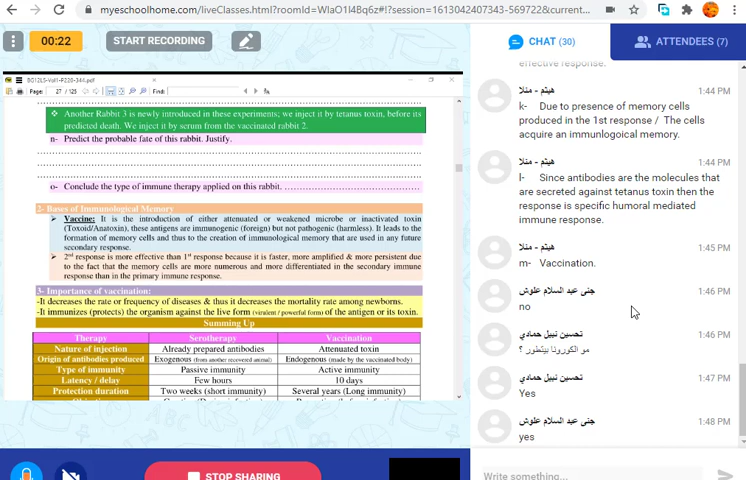 myeschoolhome.com/liveClasses.html?roomId=WlaO1I4Bq6z#!?session=1613042407343-569722&current...
00:22
START RECORDING
CHAT (30)
ATTENDEES (7)
BG12LS-Vol1-P228-344.pdf
Page: 27 / 125
Find:
Another Rabbit 3 is newly introduced in these experiments; we inject it by tetanus toxin, before its
predicted death. We inject it by serum from the vaccinated rabbit 2.
n- Predict the probable fate of this rabbit. Justify.
o- Conclude the type of immune therapy applied on this rabbit.
2- Bases of Immunological Memory
Vaccine: It is the introduction of either attenuated or weakened microbe or inactivated toxin
(Toxoid/Anatoxin), these antigens are immunogenic (foreign) but not pathogenic (harmless). It leads to the
formation of memory cells and thus to the creation of immunological memory that are used in any future
secondary response.
2nd response is more effective than 1st response because it is faster, more amplified & more persistent due
to the fact that the memory cells are more numerous and more differentiated in the secondary immune
response than in the primary immune response.
3- Importance of vaccination:
-It decreases the rate or frequency of diseases & thus it decreases the mortality rate among newborns.
-It immunizes (protects) the organism against the live form (virulent / powerful form) of the antigen or its toxin.
Summing Up
Therapy Serotherapy Vaccination
Nature of injection Already prepared antibodies Attenuated toxin
Origin of antibodies produced Exogenous (from another recovered animal) Endogenous (made by the vaccinated body)
Type of immunity Passive immunity Active immunity
Latency / delay Few hours 10 days
Protection duration Two weeks (short immunity) Several years (Long immunity)
effective response.
هيثم - منلا 1:44 PM
k- Due to presence of memory cells
produced in the 1st response / The cells
acquire an immunlogoical memory.
هيثم - منلا 1:44 PM
l- Since antibodies are the molecules that
are secreted against tetanus toxin then the
response is specific humoral mediated
immune response.
هيثم - منلا 1:45 PM
m- Vaccination.
جنى عبد السلام علوش 1:46 PM
no
تحسين نبيل حمادي 1:46 PM
مو الكورونا بيتطور ؟
تحسين نبيل حمادي 1:47 PM
Yes
جنى عبد السلام علوش 1:48 PM
yes
STOP SHARING
Write something...